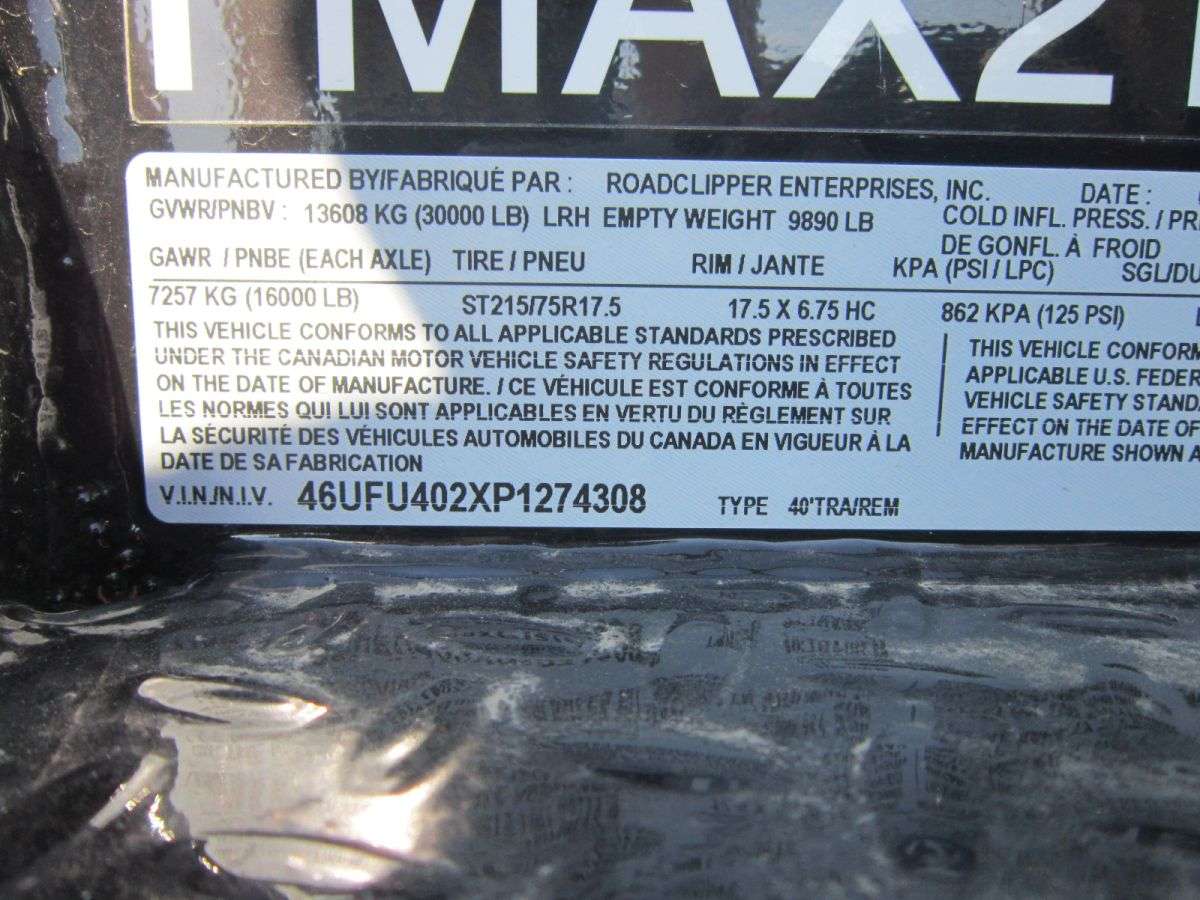 MAX2
MANUFACTURED BY/FABRIQUÉ PAR : ROADCLIPPER ENTERPRISES, INC. DATE :
GVWR/PNBV : 13608 KG (30000 LB) LRH EMPTY WEIGHT 9890 LB COLD INFL. PRESS. / PR
DE GONFL. À FROID
GAWR / PNBE (EACH AXLE) TIRE / PNEU RIM / JANTE KPA (PSI / LPC) SGL/DU
7257 KG (16000 LB) ST215/75R17.5 17.5 X 6.75 HC 862 KPA (125 PSI)
THIS VEHICLE CONFORMS TO ALL APPLICABLE STANDARDS PRESCRIBED
UNDER THE CANADIAN MOTOR VEHICLE SAFETY REGULATIONS IN EFFECT
ON THE DATE OF MANUFACTURE. / CE VÉHICULE EST CONFORME À TOUTES
LES NORMES QUI LUI SONT APPLICABLES EN VERTU DU RÈGLEMENT SUR
LA SÉCURITÉ DES VÉHICULES AUTOMOBILES DU CANADA EN VIGUEUR À LA
DATE DE SA FABRICATION
THIS VEHICLE CONFORM
APPLICABLE U.S. FEDER
VEHICLE SAFETY STAND
EFFECT ON THE DATE OF
MANUFACTURE SHOWN A
V.I.N./N.I.V. 46UFU402XP1274308 TYPE 40'TRA/REM